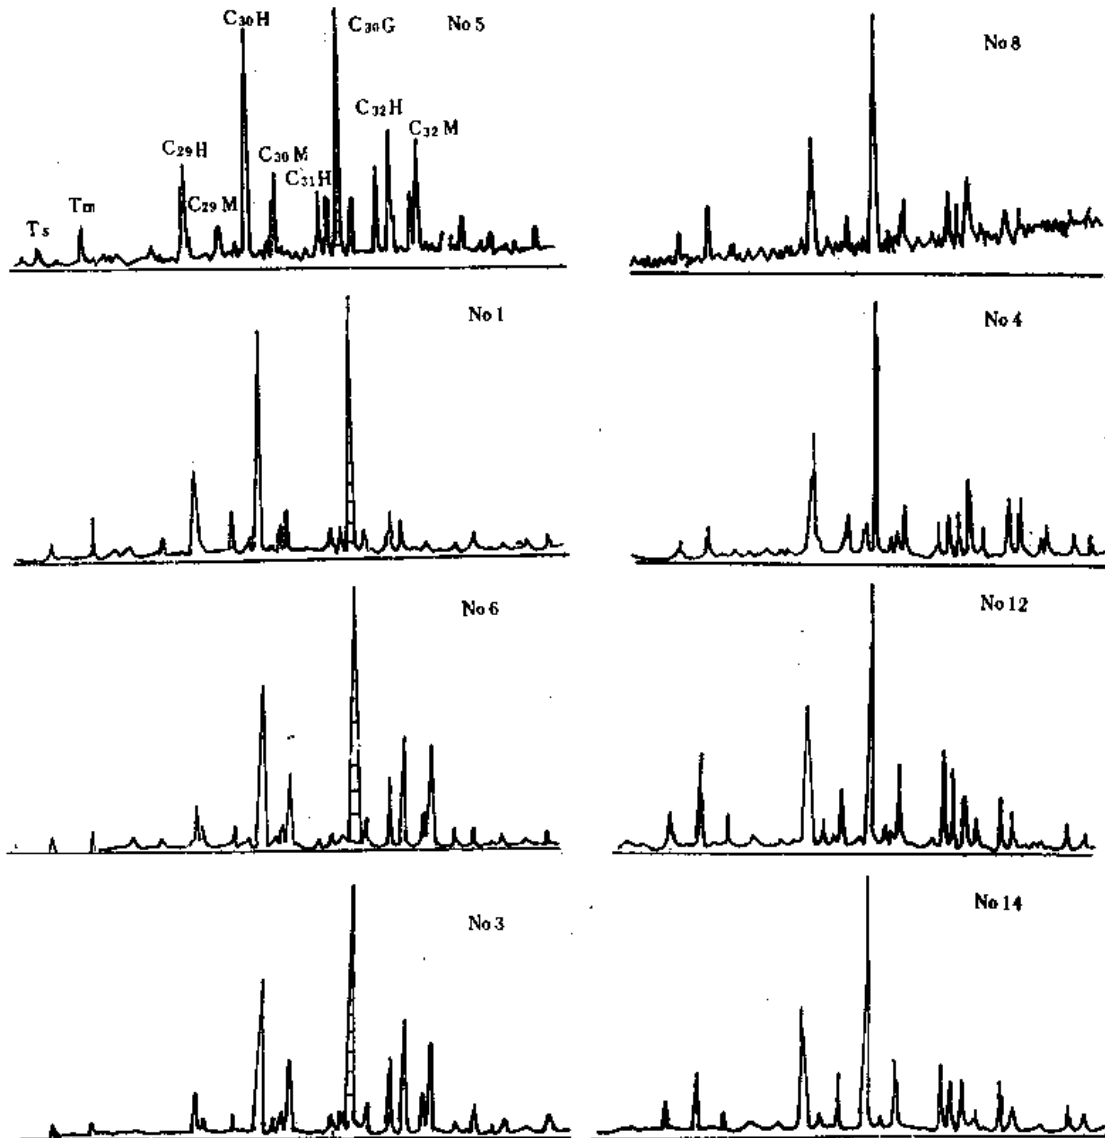 C₃₀H C₃₀G No 5
C₃₂H
C₃₂M
C₂₉H
C₃₀M
C₃₁H
Tm C₂₉M
Ts
No 8
No 1
No 4
No 6
No 12
No 3
No 14